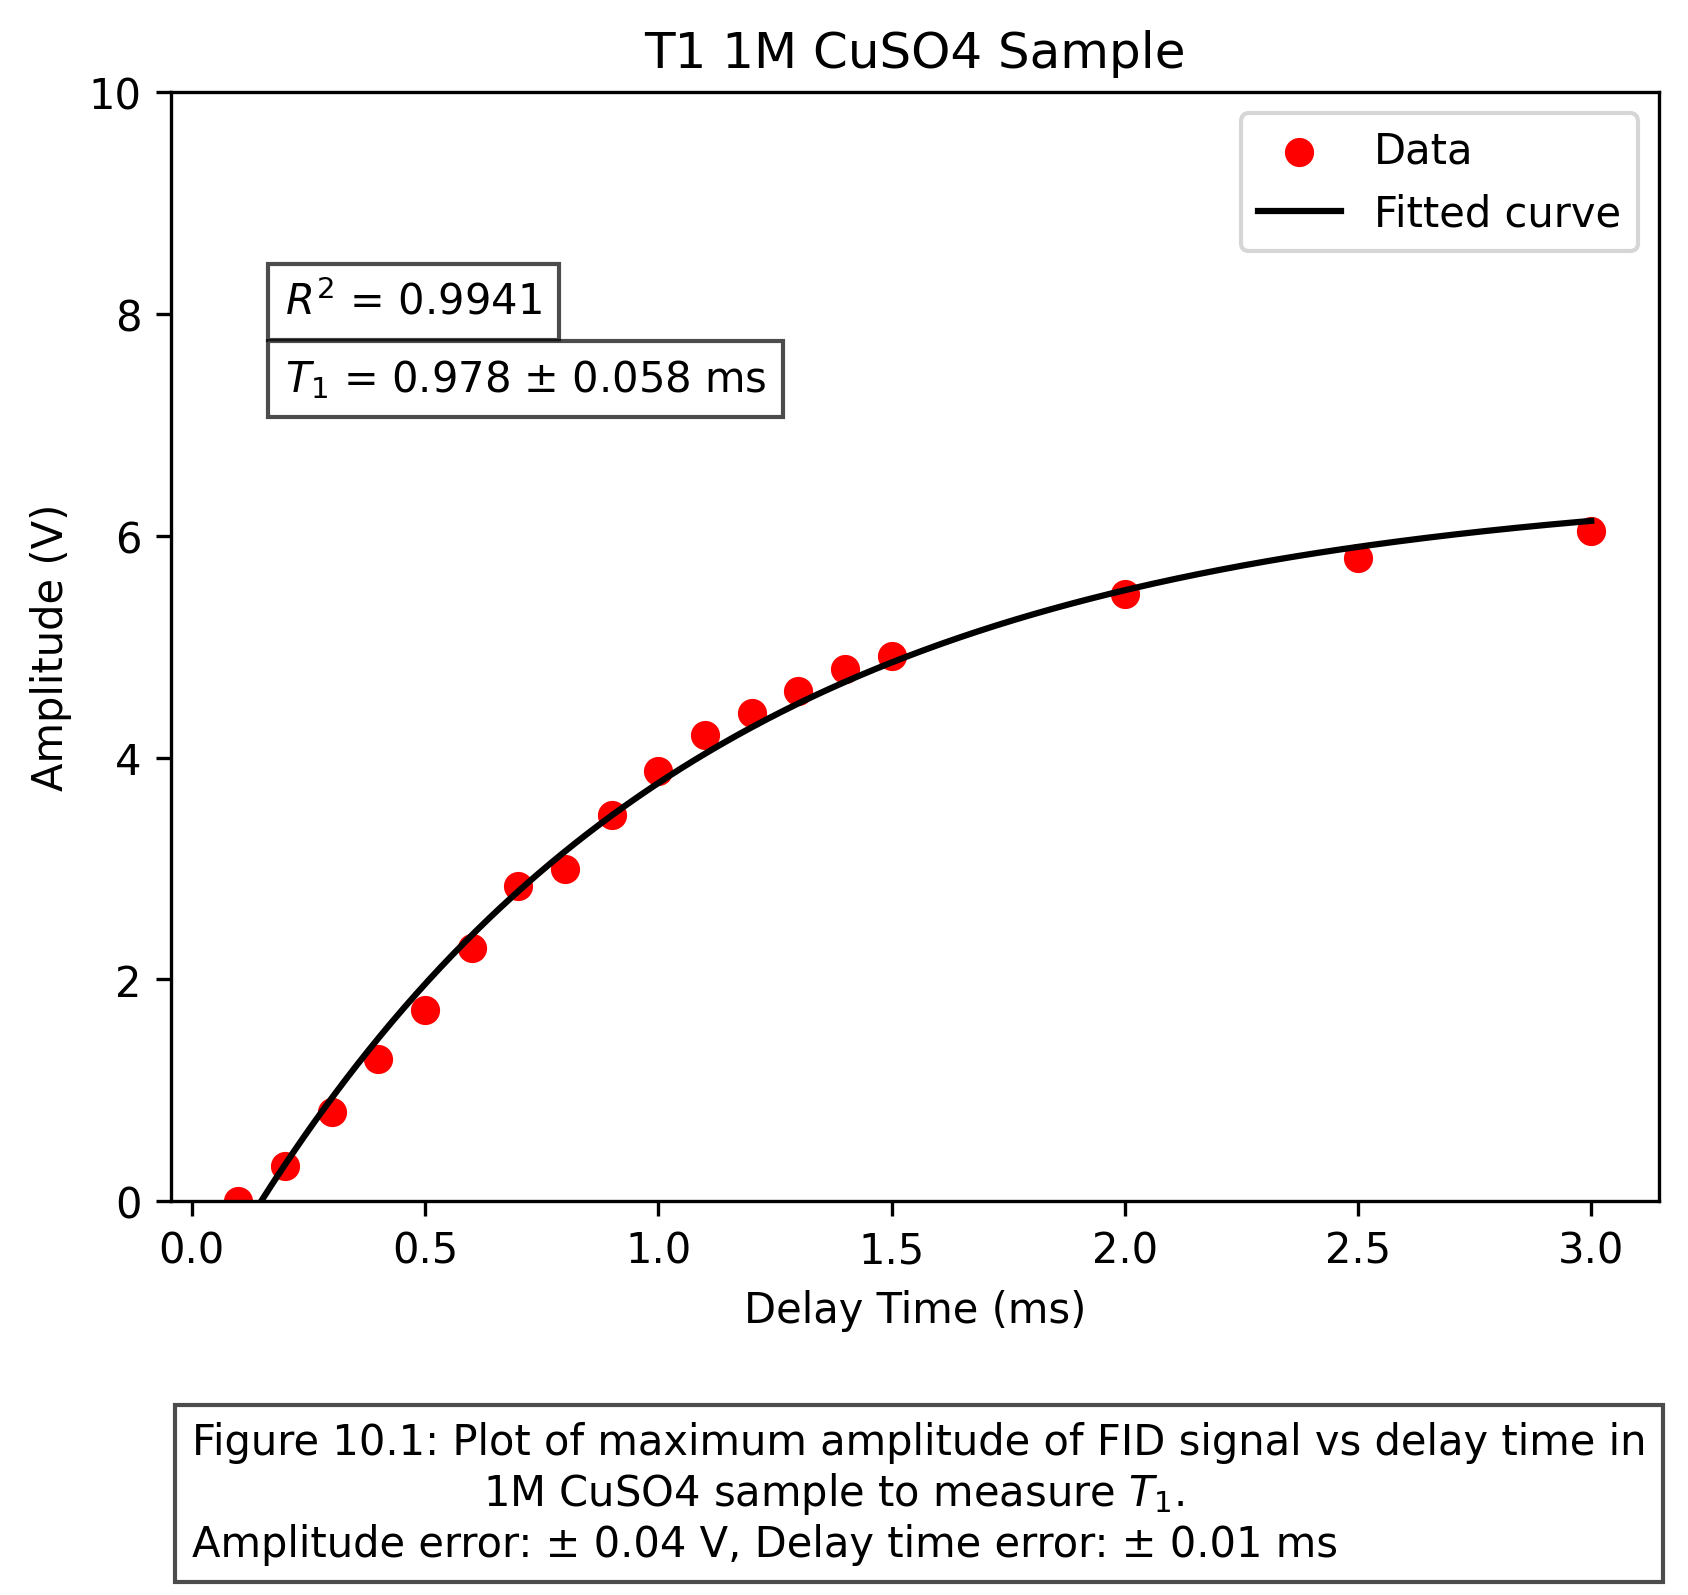 T1 1M CuSO4 Sample
10
8
6
4
2
0
Amplitude (V)
Data
Fitted curve
R² = 0.9941
T₁ = 0.978 ± 0.058 ms
0.0 0.5 1.0 1.5 2.0 2.5 3.0
Delay Time (ms)
Figure 10.1: Plot of maximum amplitude of FID signal vs delay time in
1M CuSO4 sample to measure T₁.
Amplitude error: ± 0.04 V, Delay time error: ± 0.01 ms